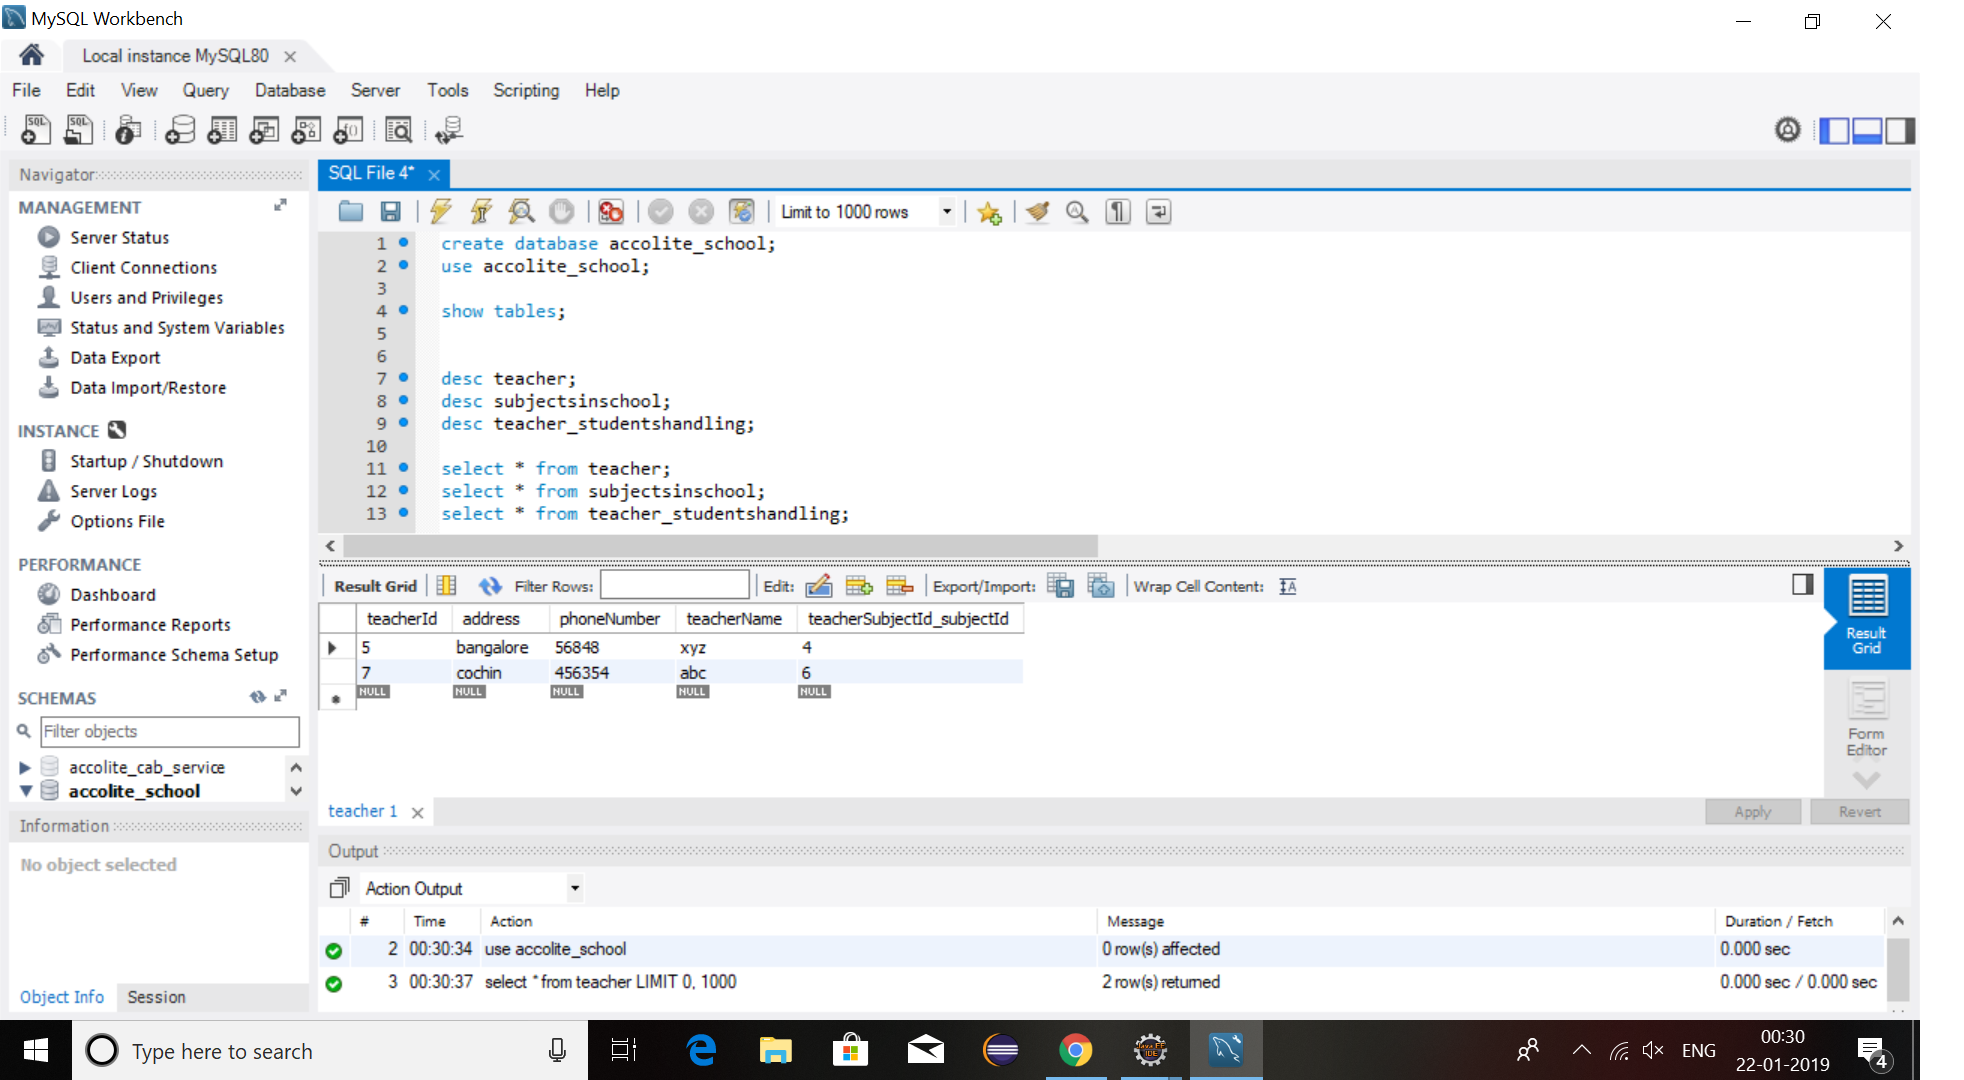 MySQL Workbench
Local instance MySQL80
File Edit View Query Database Server Tools Scripting Help
Navigator
MANAGEMENT
Server Status
Client Connections
Users and Privileges
Status and System Variables
Data Export
Data Import/Restore
INSTANCE
Startup / Shutdown
Server Logs
Options File
PERFORMANCE
Dashboard
Performance Reports
Performance Schema Setup
SCHEMAS
Filter objects
accolite_cab_service
accolite_school
Information
No object selected
Object Info Session
SQL File 4*
Limit to 1000 rows
1 create database accolite_school;
2 use accolite_school;
3
4 show tables;
5
6
7 desc teacher;
8 desc subjectsinschool;
9 desc teacher_studentshandling;
10
11 select * from teacher;
12 select * from subjectsinschool;
13 select * from teacher_studentshandling;
Result Grid Filter Rows: Edit: Export/Import: Wrap Cell Content:
teacherId address phoneNumber teacherName teacherSubjectId_subjectId
5 bangalore 56848 xyz 4
7 cochin 456354 abc 6
NULL NULL NULL NULL NULL
Result
Grid
Form
Editor
teacher 1
Apply Revert
Output
Action Output
# Time Action Message Duration / Fetch
2 00:30:34 use accolite_school 0 row(s) affected 0.000 sec
3 00:30:37 select * from teacher LIMIT 0, 1000 2 row(s) returned 0.000 sec / 0.000 sec
Type here to search
ENG
00:30
22-01-2019
4